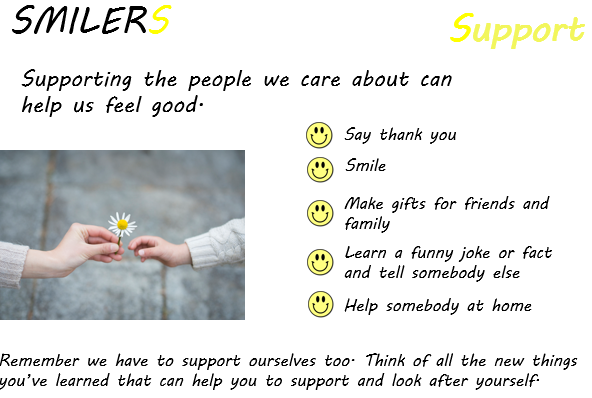 SMILERS
Support
Supporting the people we care about can
help us feel good.
Say thank you
Smile
Make gifts for friends and
family
Learn a funny joke or fact
and tell somebody else
Help somebody at home
Remember we have to support ourselves too. Think of all the new things
you've learned that can help you to support and look after yourself.